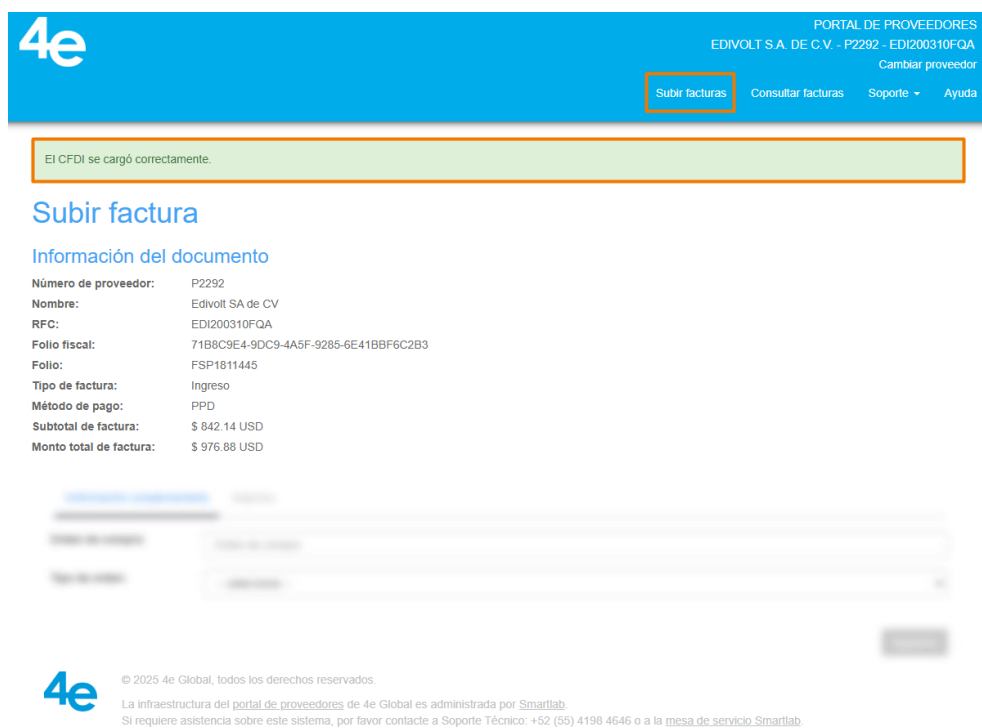 4e
PORTAL DE PROVEEDORES
EDIVOLT S.A. DE C.V. - P2292 - EDI200310FQA
Cambiar proveedor
Subir facturas Consultar facturas Soporte Ayuda
El CFDI se cargó correctamente.
Subir factura
Información del documento
Número de proveedor: P2292
Nombre: Edivolt SA de CV
RFC: EDI200310FQA
Folio fiscal: 71B8C9E4-9DC9-4A5F-9285-6E41BBF6C2B3
Folio: FSP1811445
Tipo de factura: Ingreso
Método de pago: PPD
Subtotal de factura: $ 842.14 USD
Monto total de factura: $ 976.88 USD
4e
© 2025 4e Global, todos los derechos reservados.
La infraestructura del portal de proveedores de 4e Global es administrada por Smartlab.
Si requiere asistencia sobre este sistema, por favor contacte a Soporte Técnico: +52 (55) 4198 4646 o a la mesa de servicio Smartlab.